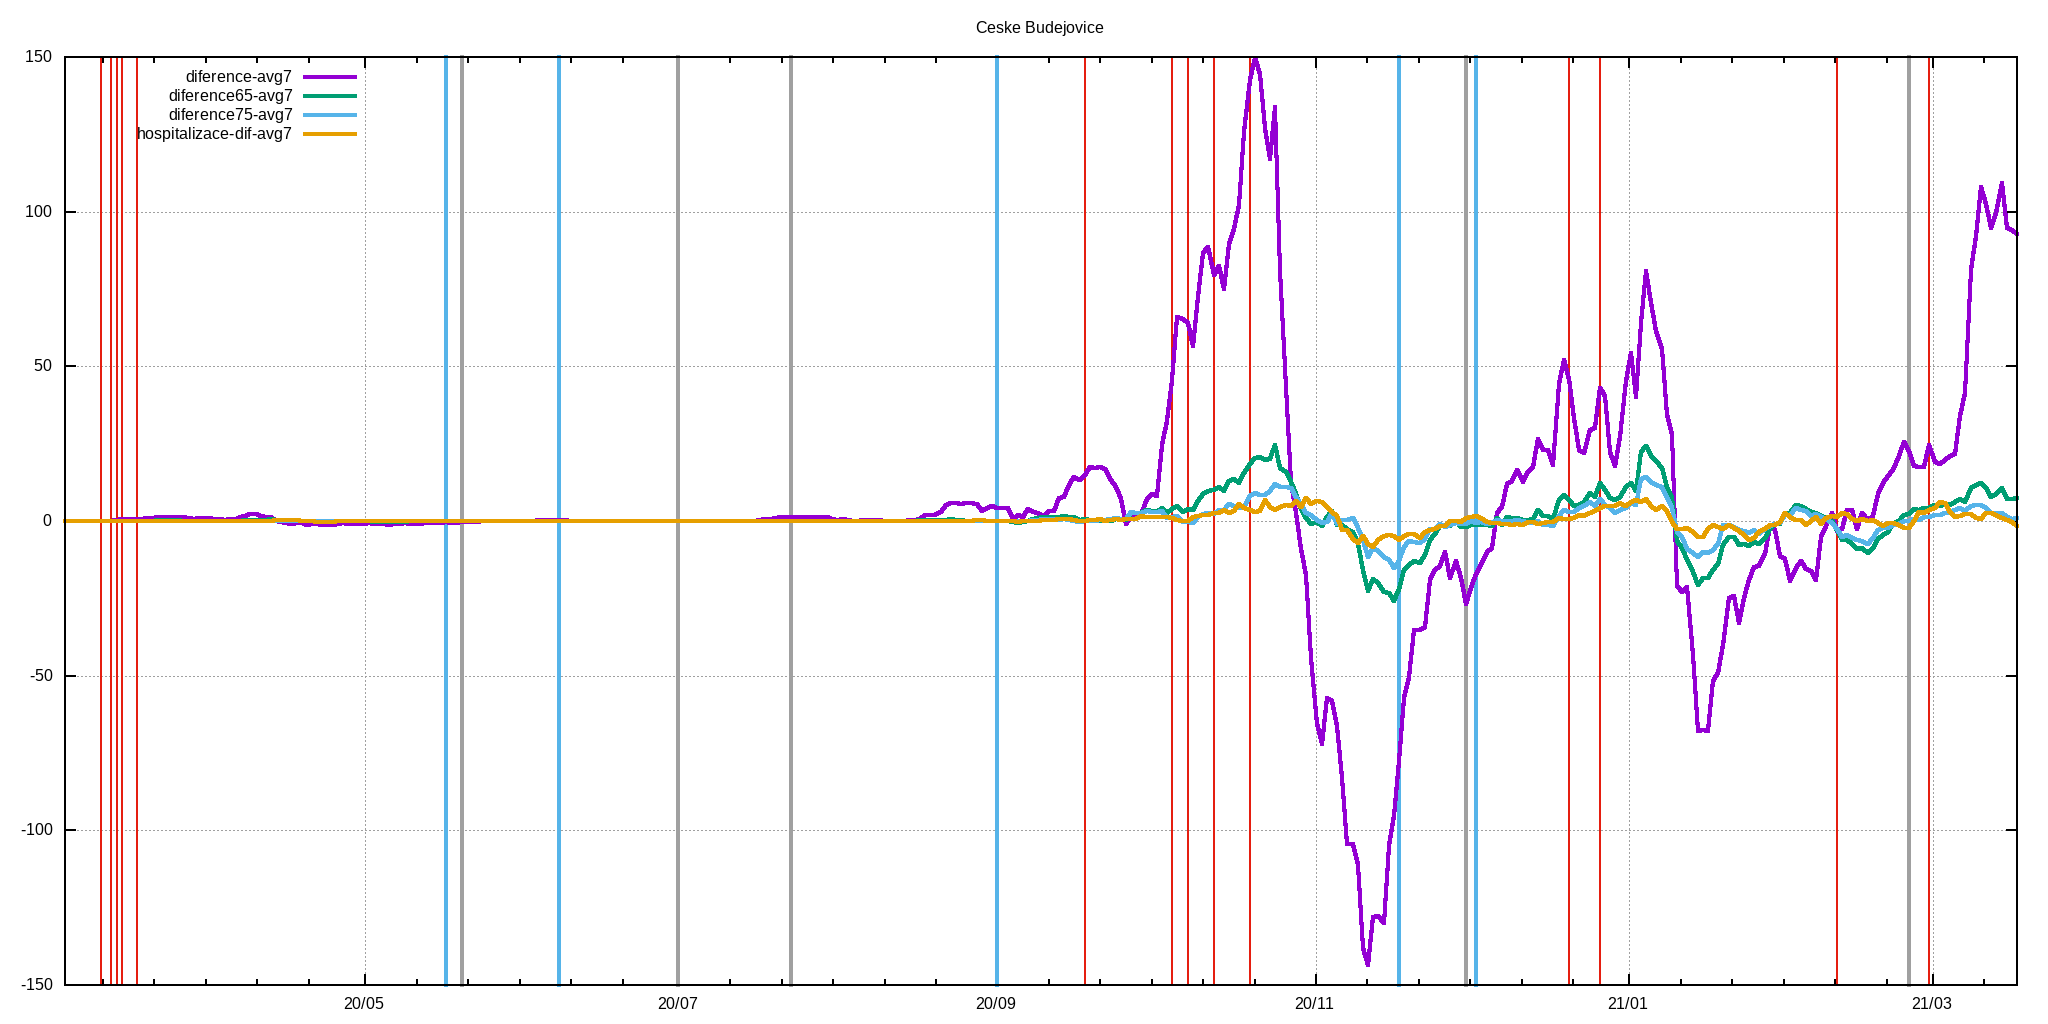 Ceske Budejovice
150
diference-avg7
diference65-avg7
diference75-avg7
hospitalizace-dif-avg7
100
50
0
-50
-100
-150
20/05 20/07 20/09 20/11 21/01 21/03